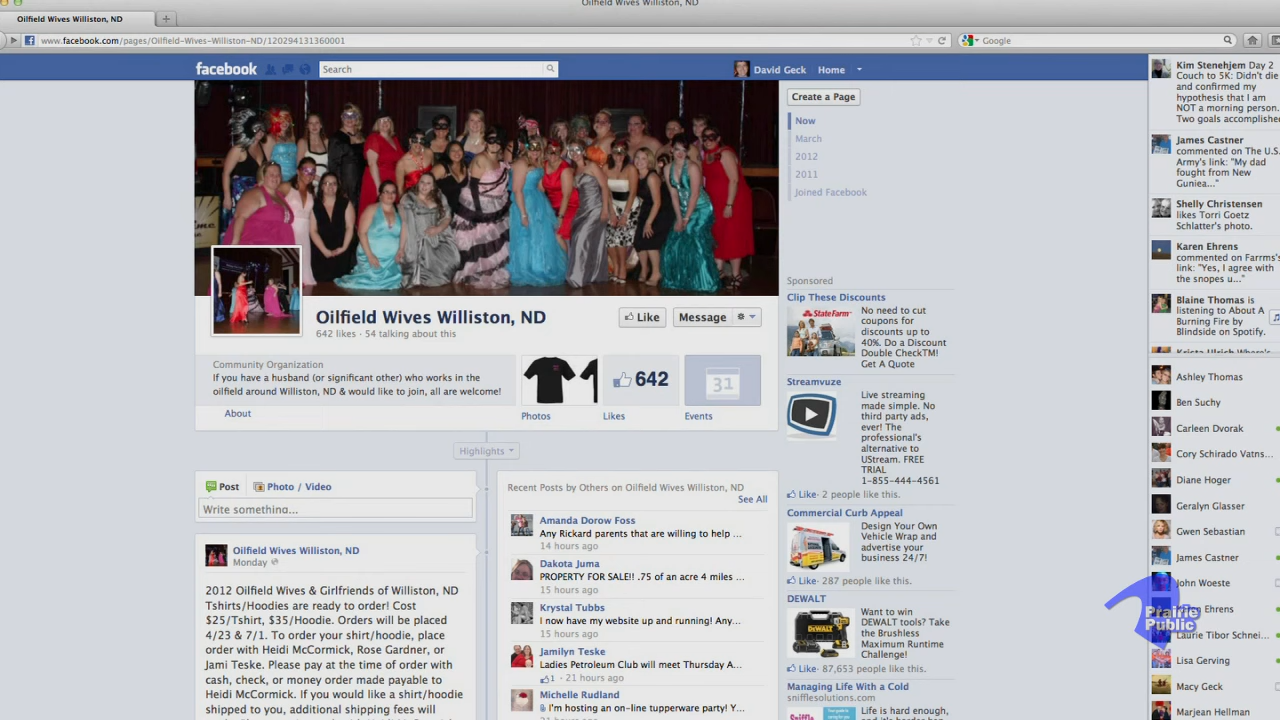 Oilfield Wives Williston, ND
Oilfield Wives Williston, ND
www.facebook.com/pages/Oilfield-Wives-Williston-ND/120294131360001
Google
facebook
Search
David Geck
Home
Create a Page
Now
March
2012
2011
Joined Facebook
Oilfield Wives Williston, ND
642 likes · 54 talking about this
Like
Message
Community Organization
If you have a husband (or significant other) who works in the
oilfield around Williston, ND & would like to join, all are welcome!
About
Photos
642
Likes
31
Events
Highlights
Post
Photo / Video
Write something...
Oilfield Wives Williston, ND
Monday
2012 Oilfield Wives & Girlfriends of Williston, ND
Tshirts/Hoodies are ready to order! Cost
$25/Tshirt, $35/Hoodie. Orders will be placed
4/23 & 7/1. To order your shirt/hoodie, place
order with Heidi McCormick, Rose Gardner, or
Jami Teske. Please pay at the time of order with
cash, check, or money order made payable to
Heidi McCormick. If you would like a shirt/hoodie
shipped to you, additional shipping fees will
Recent Posts by Others on Oilfield Wives Williston, ND
See All
Amanda Dorow Foss
Any Rickard parents that are willing to help ...
14 hours ago
Dakota Juma
PROPERTY FOR SALE!! .75 of an acre 4 miles ...
15 hours ago
Krystal Tubbs
I now have my website up and running! Any...
15 hours ago
Jamilyn Teske
Ladies Petroleum Club will meet Thursday A...
1 · 21 hours ago
Michelle Rudland
I'm hosting an on-line tupperware party! Y...
Sponsored
Clip These Discounts
State Farm
No need to cut
coupons for
discounts up to
40%. Do a Discount
Double CheckTM!
Get A Quote
Streamvuze
Live streaming
made simple. No
third party ads,
ever! The
professional's
alternative to
UStream. FREE
TRIAL
1-855-444-4561
Like · 2 people like this.
Commercial Curb Appeal
Design Your Own
Vehicle Wrap and
advertise your
business 24/7!
Like · 287 people like this.
DEWALT
DEWALT
Want to win
DEWALT tools? Take
the Brushless
Maximum Runtime
Challenge!
Like · 87,653 people like this.
Managing Life With a Cold
snifflesolutions.com
Sniffle
Life is hard enough,
Kim Stenehjem Day 2
Couch to 5K: Didn't die
and confirmed my
hypothesis that I am
NOT a morning person.
Two goals accomplishe
James Castner
commented on The U.S.
Army's link: "My dad
fought from New
Guniea..."
Shelly Christensen
likes Torri Goetz
Schlatter's photo.
Karen Ehrens
commented on Farrms's
link: "Yes, I agree with
the snopes u..."
Blaine Thomas is
listening to About A
Burning Fire by
Blindside on Spotify.
Ashley Thomas
Ben Suchy
Carleen Dvorak
Cory Schirado Vatns...
Diane Hoger
Geralyn Glasser
Gwen Sebastian
James Castner
John Woeste
Ehrens
Laurie Tibor Schnei...
Lisa Gerving
Macy Geck
Marjean Hellman
Prairie
Public